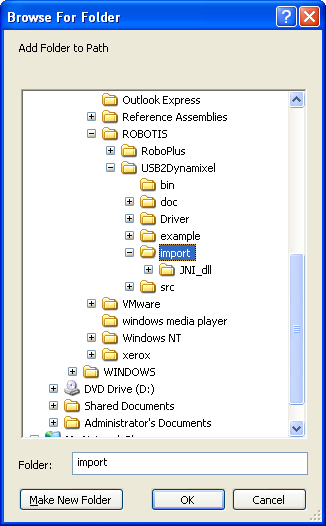 Browse For Folder
Add Folder to Path
Outlook Express
Reference Assemblies
ROBOTIS
RoboPlus
USB2Dynamixel
bin
doc
Driver
example
import
JNI_dll
src
VMware
windows media player
Windows NT
xerox
WINDOWS
DVD Drive (D:)
Shared Documents
Administrator's Documents
Folder: import
Make New Folder OK Cancel